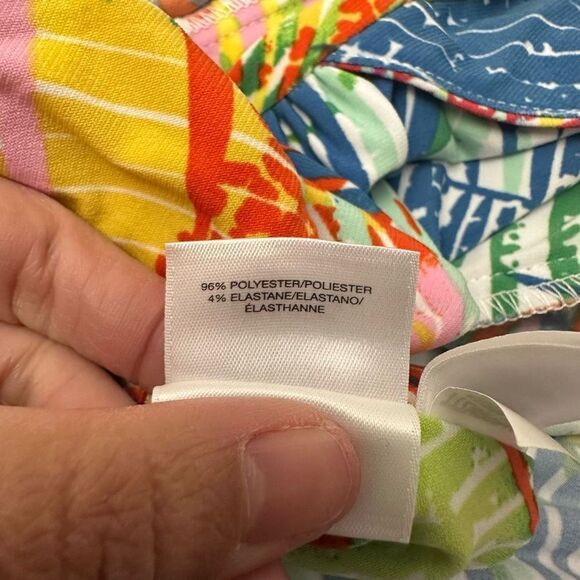 96% POLYESTER/POLIESTER
4% ELASTANE/ELASTANO/
ÉLASTHANNE